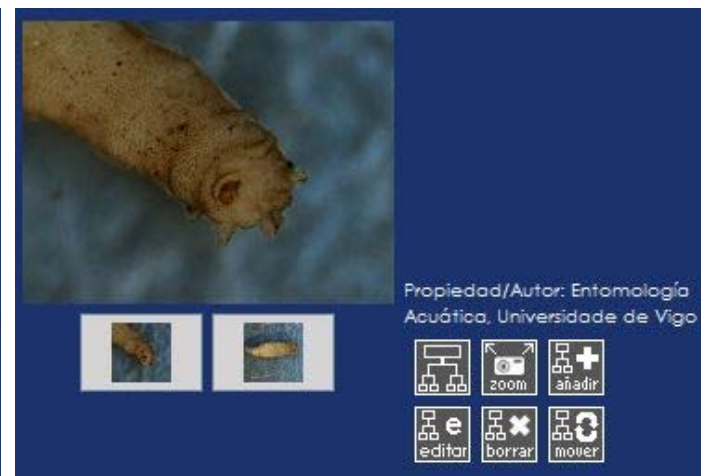 Propiedad/Autor: Entomología
Acuática, Universidade de Vigo
zoom
añadir
e
editar
borrar
mover